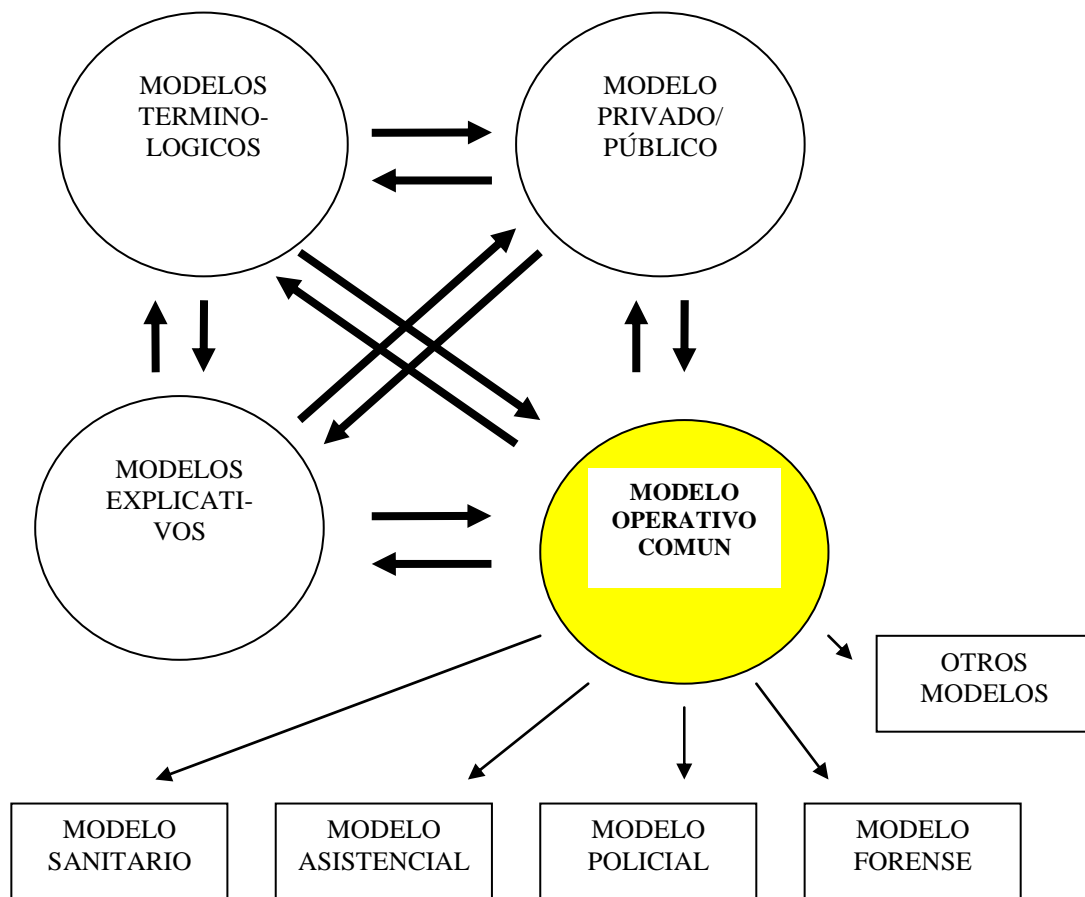 MODELOS
TERMINO-
LOGICOS
MODELO
PRIVADO/
PÚBLICO
MODELOS
EXPLICATI-
VOS
MODELO
OPERATIVO
COMUN
OTROS
MODELOS
MODELO
SANITARIO
MODELO
ASISTENCIAL
MODELO
POLICIAL
MODELO
FORENSE